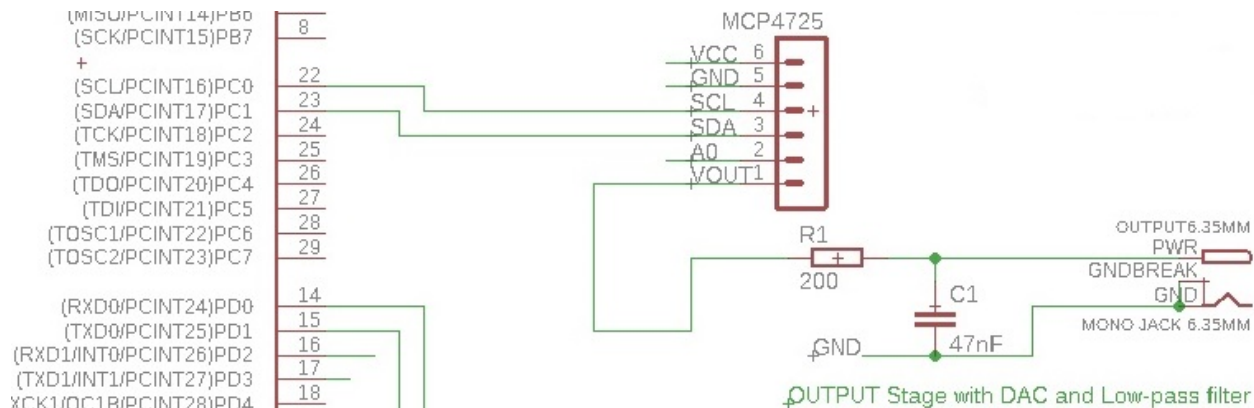 (MISO/PCINT14)PB6
(SCK/PCINT15)PB7 8
(SCL/PCINT16)PC0 22
(SDA/PCINT17)PC1 23
(TCK/PCINT18)PC2 24
(TMS/PCINT19)PC3 25
(TDO/PCINT20)PC4 26
(TDI/PCINT21)PC5 27
(TOSC1/PCINT22)PC6 28
(TOSC2/PCINT23)PC7 29
(RXD0/PCINT24)PD0 14
(TXD0/PCINT25)PD1 15
(RXD1/INT0/PCINT26)PD2 16
(TXD1/INT1/PCINT27)PD3 17
XCK1/OC1B/PCINT28)PD4 18
MCP4725
VCC 6
GND 5
SCL 4
SDA 3
A0 2
VOUT 1
R1
200
C1
47nF
GND
OUTPUT6.35MM
PWR
GNDBREAK
GND
MONO JACK 6.35MM
OUTPUT Stage with DAC and Low-pass filter